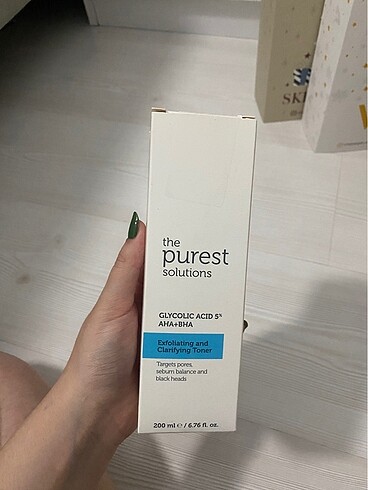 the
purest
solutions
GLYCOLIC ACID 5%
AHA+BHA
Exfoliating and
Clarifying Toner
Targets pores,
sebum balance and
black heads
200 ml ℮ / 6.76 fl. oz.